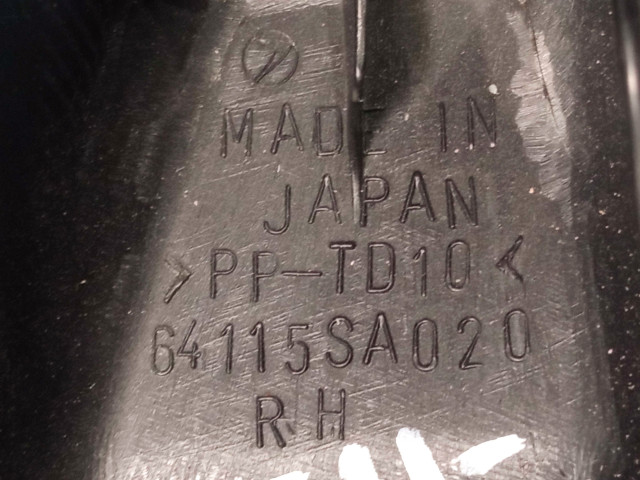 MADE IN
JAPAN
>PP-TD10<
64115SA020
RH